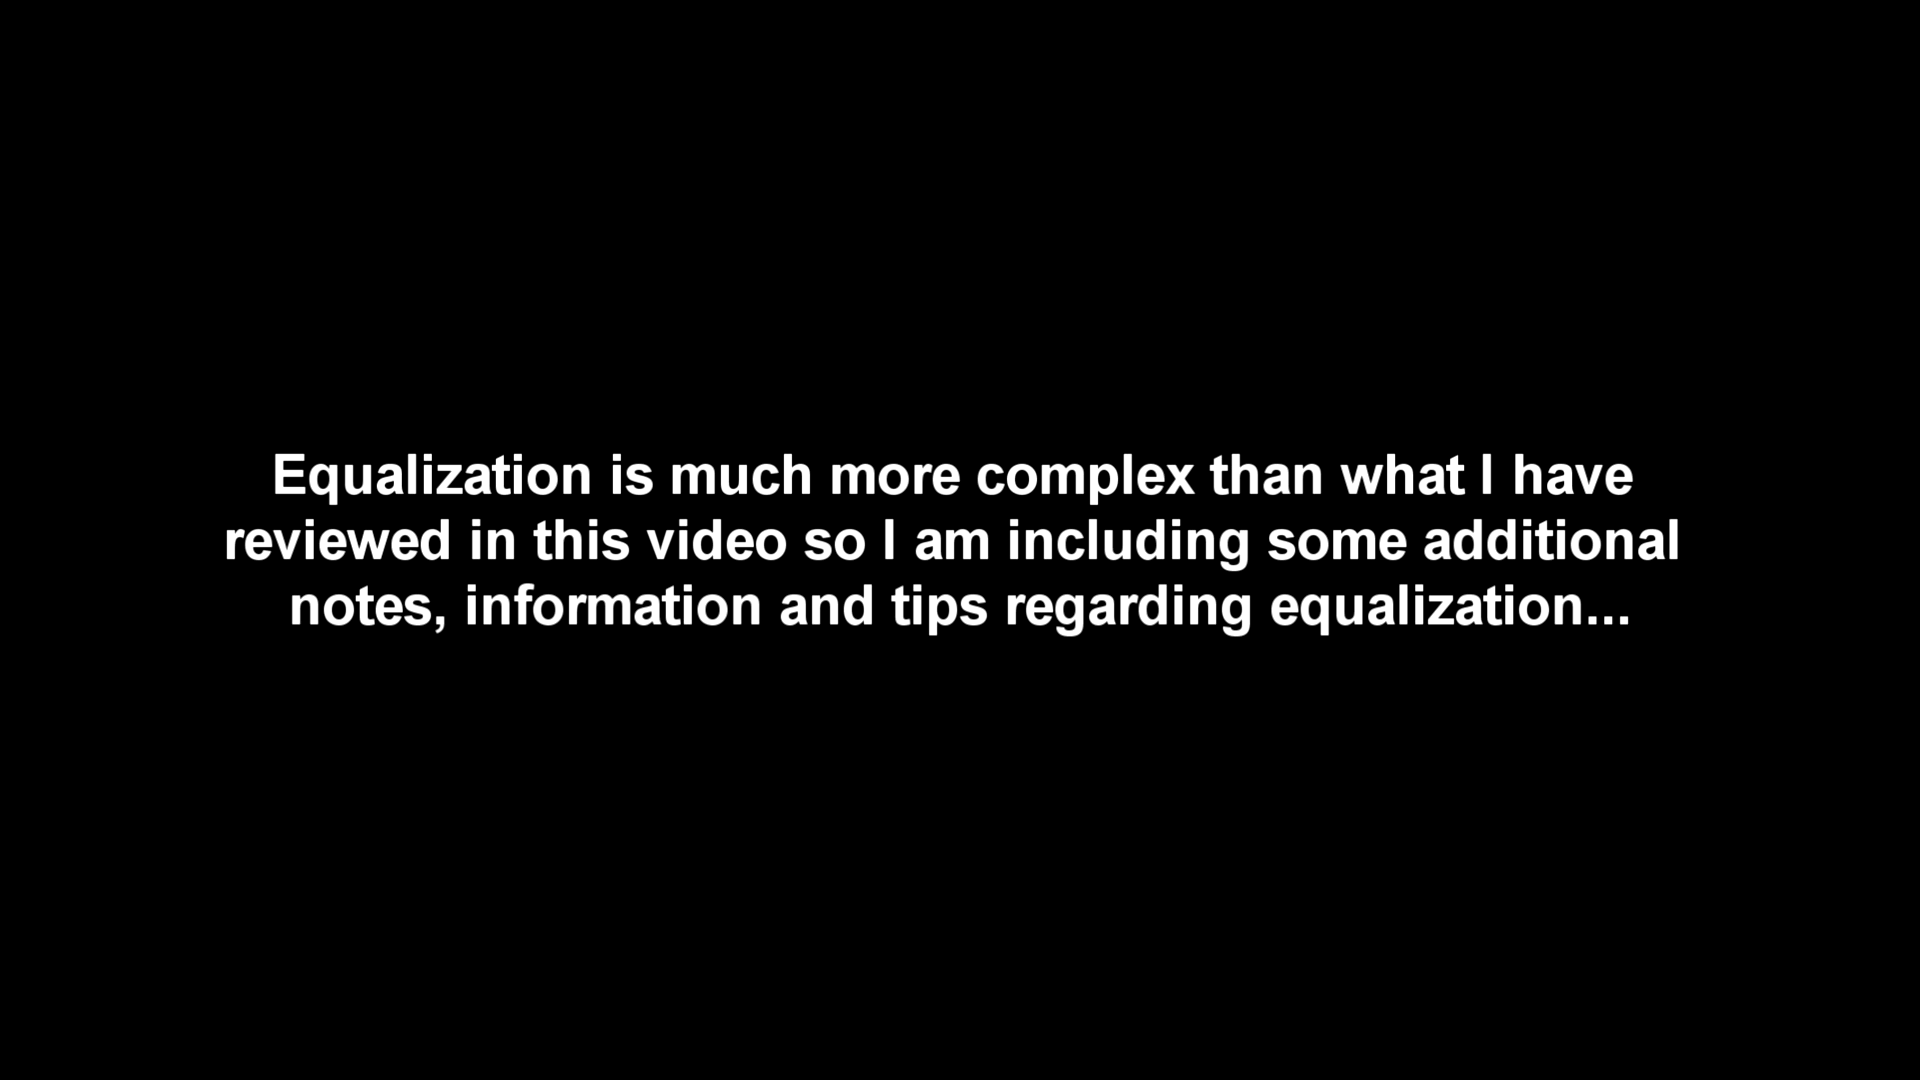 Equalization is much more complex than what I have
reviewed in this video so I am including some additional
notes, information and tips regarding equalization...